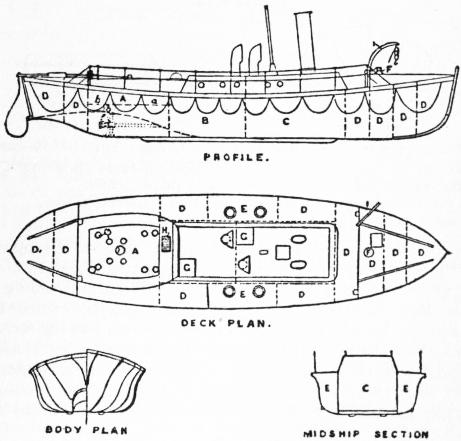 F
D D A a D D D D
B C
PROFILE.
D D E D D
H G
D. D A F D D
G D
D E D
DECK PLAN.
E C E
BODY PLAN
MIDSHIP SECTION